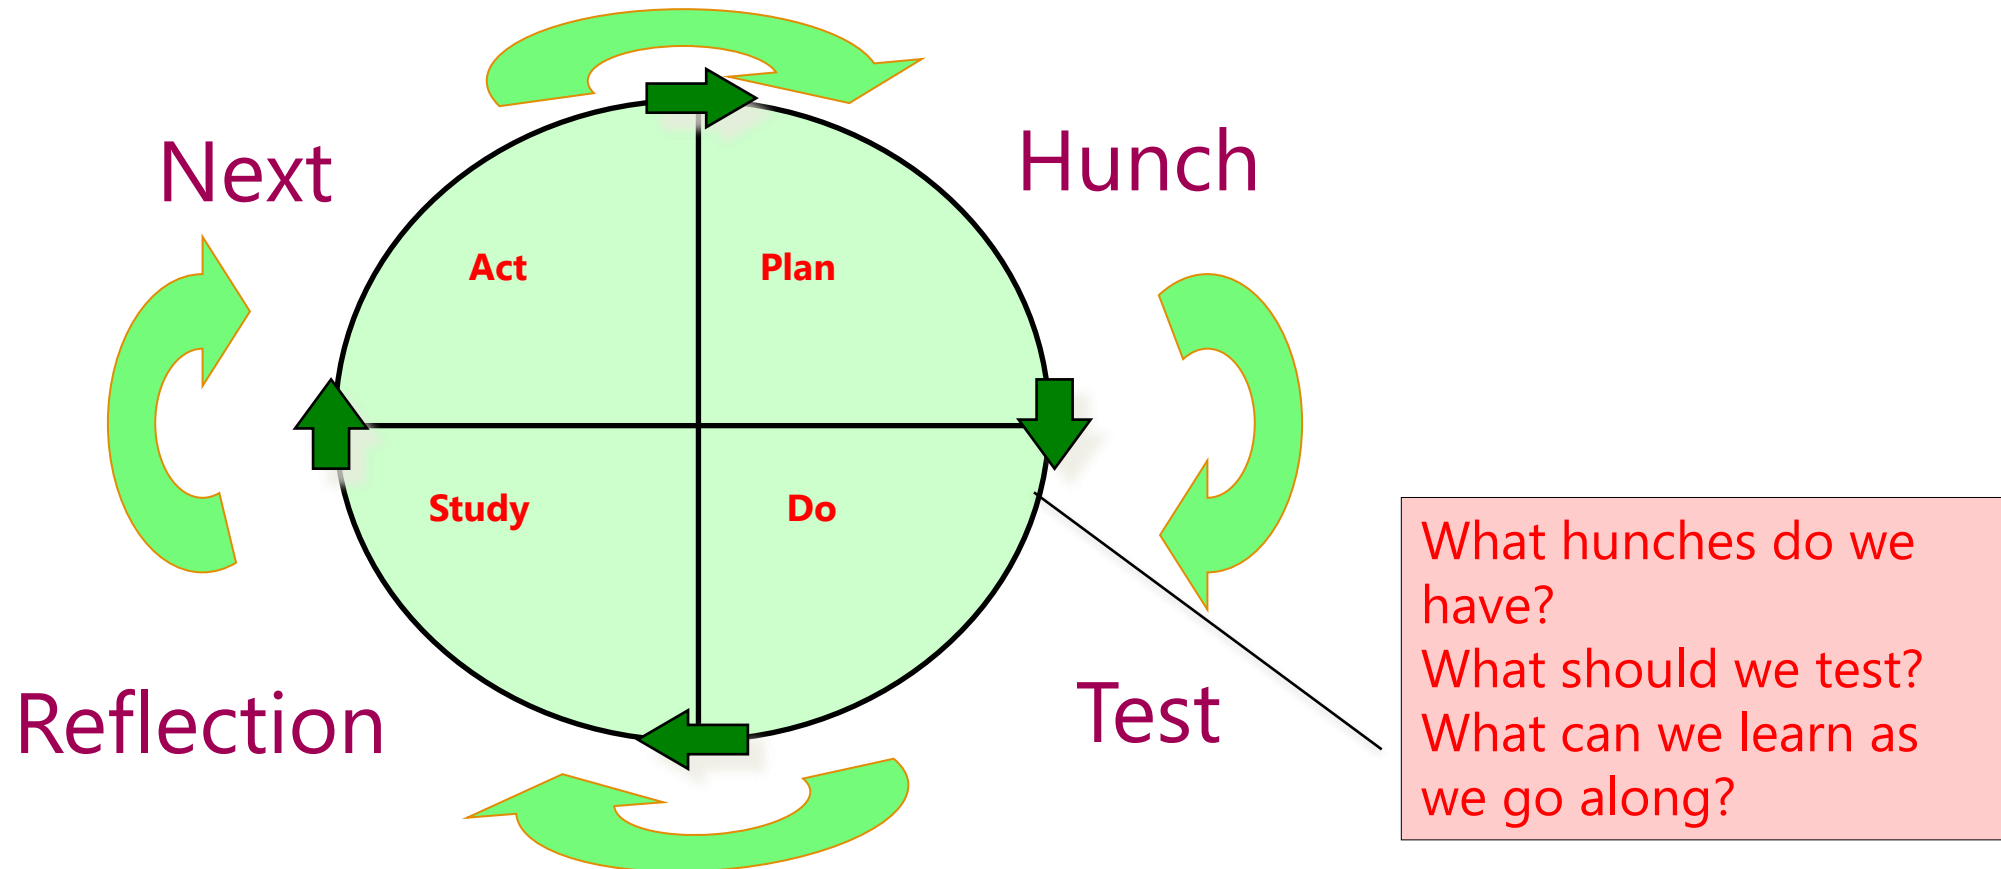 Next
Hunch
Act
Plan
Study
Do
Reflection
Test
What hunches do we
have?
What should we test?
What can we learn as
we go along?